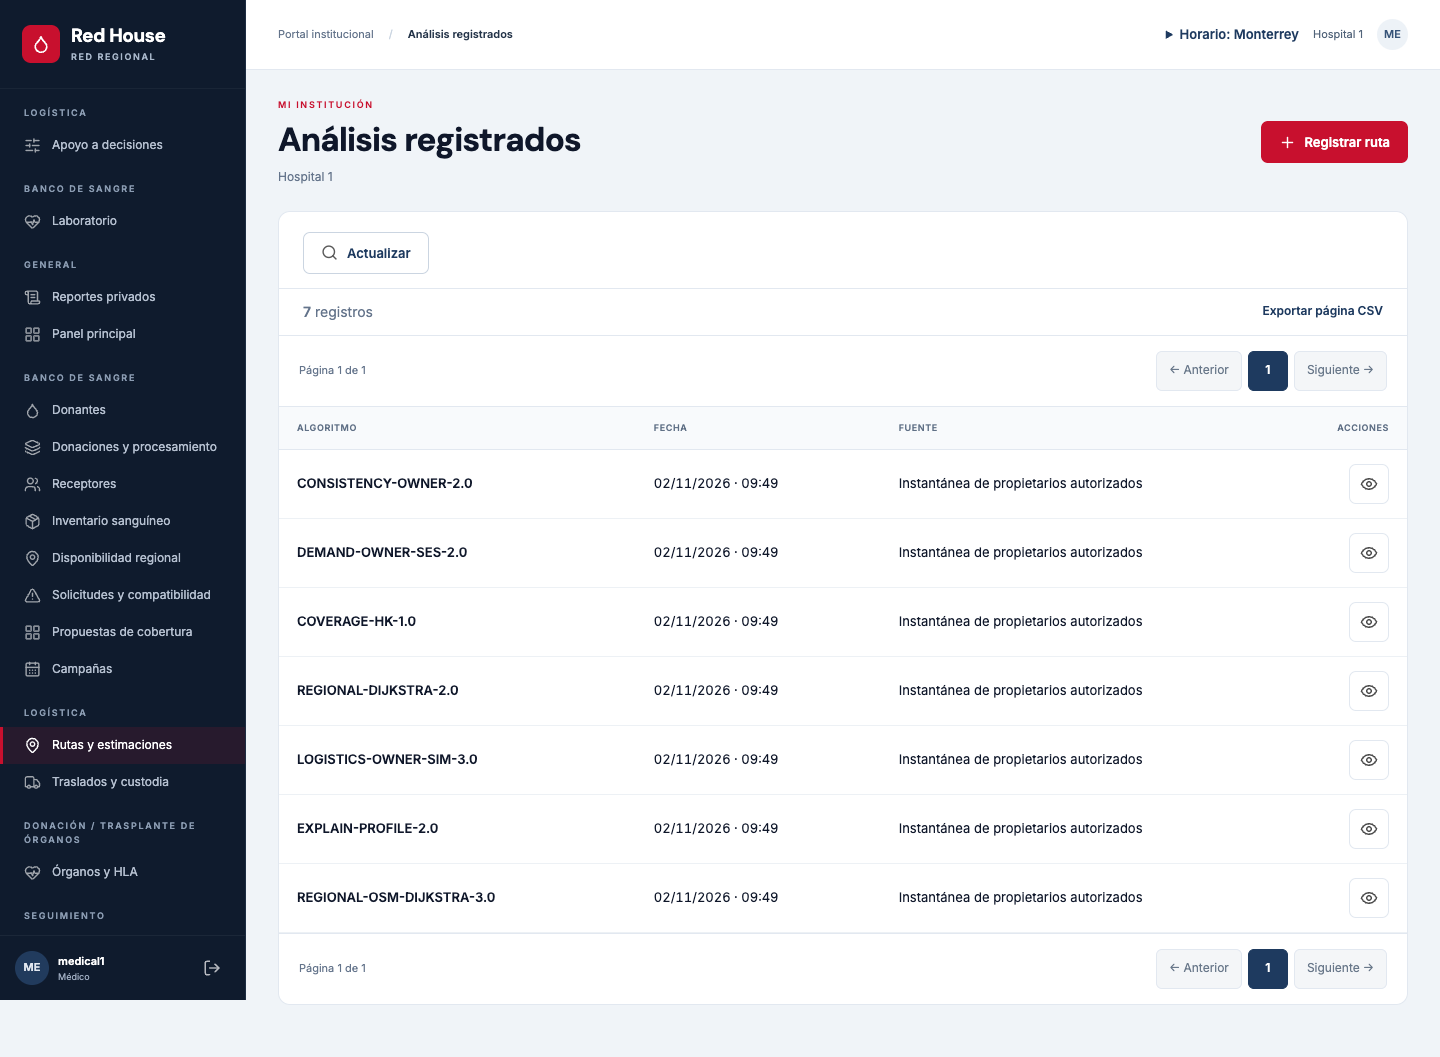 Red House
RED REGIONAL
LOGÍSTICA
Apoyo a decisiones
BANCO DE SANGRE
Laboratorio
GENERAL
Reportes privados
Panel principal
BANCO DE SANGRE
Donantes
Donaciones y procesamiento
Receptores
Inventario sanguíneo
Disponibilidad regional
Solicitudes y compatibilidad
Propuestas de cobertura
Campañas
LOGÍSTICA
Rutas y estimaciones
Traslados y custodia
DONACIÓN / TRASPLANTE DE
ÓRGANOS
Órganos y HLA
SEGUIMIENTO
ME
medical1
Médico
Portal institucional / Análisis registrados
Horario: Monterrey
Hospital 1
ME
MI INSTITUCIÓN
Análisis registrados
Hospital 1
Registrar ruta
Actualizar
7 registros
Exportar página CSV
Página 1 de 1
← Anterior 1 Siguiente →
ALGORITMO FECHA FUENTE ACCIONES
CONSISTENCY-OWNER-2.0 02/11/2026 · 09:49 Instantánea de propietarios autorizados
DEMAND-OWNER-SES-2.0 02/11/2026 · 09:49 Instantánea de propietarios autorizados
COVERAGE-HK-1.0 02/11/2026 · 09:49 Instantánea de propietarios autorizados
REGIONAL-DIJKSTRA-2.0 02/11/2026 · 09:49 Instantánea de propietarios autorizados
LOGISTICS-OWNER-SIM-3.0 02/11/2026 · 09:49 Instantánea de propietarios autorizados
EXPLAIN-PROFILE-2.0 02/11/2026 · 09:49 Instantánea de propietarios autorizados
REGIONAL-OSM-DIJKSTRA-3.0 02/11/2026 · 09:49 Instantánea de propietarios autorizados
Página 1 de 1
← Anterior 1 Siguiente →